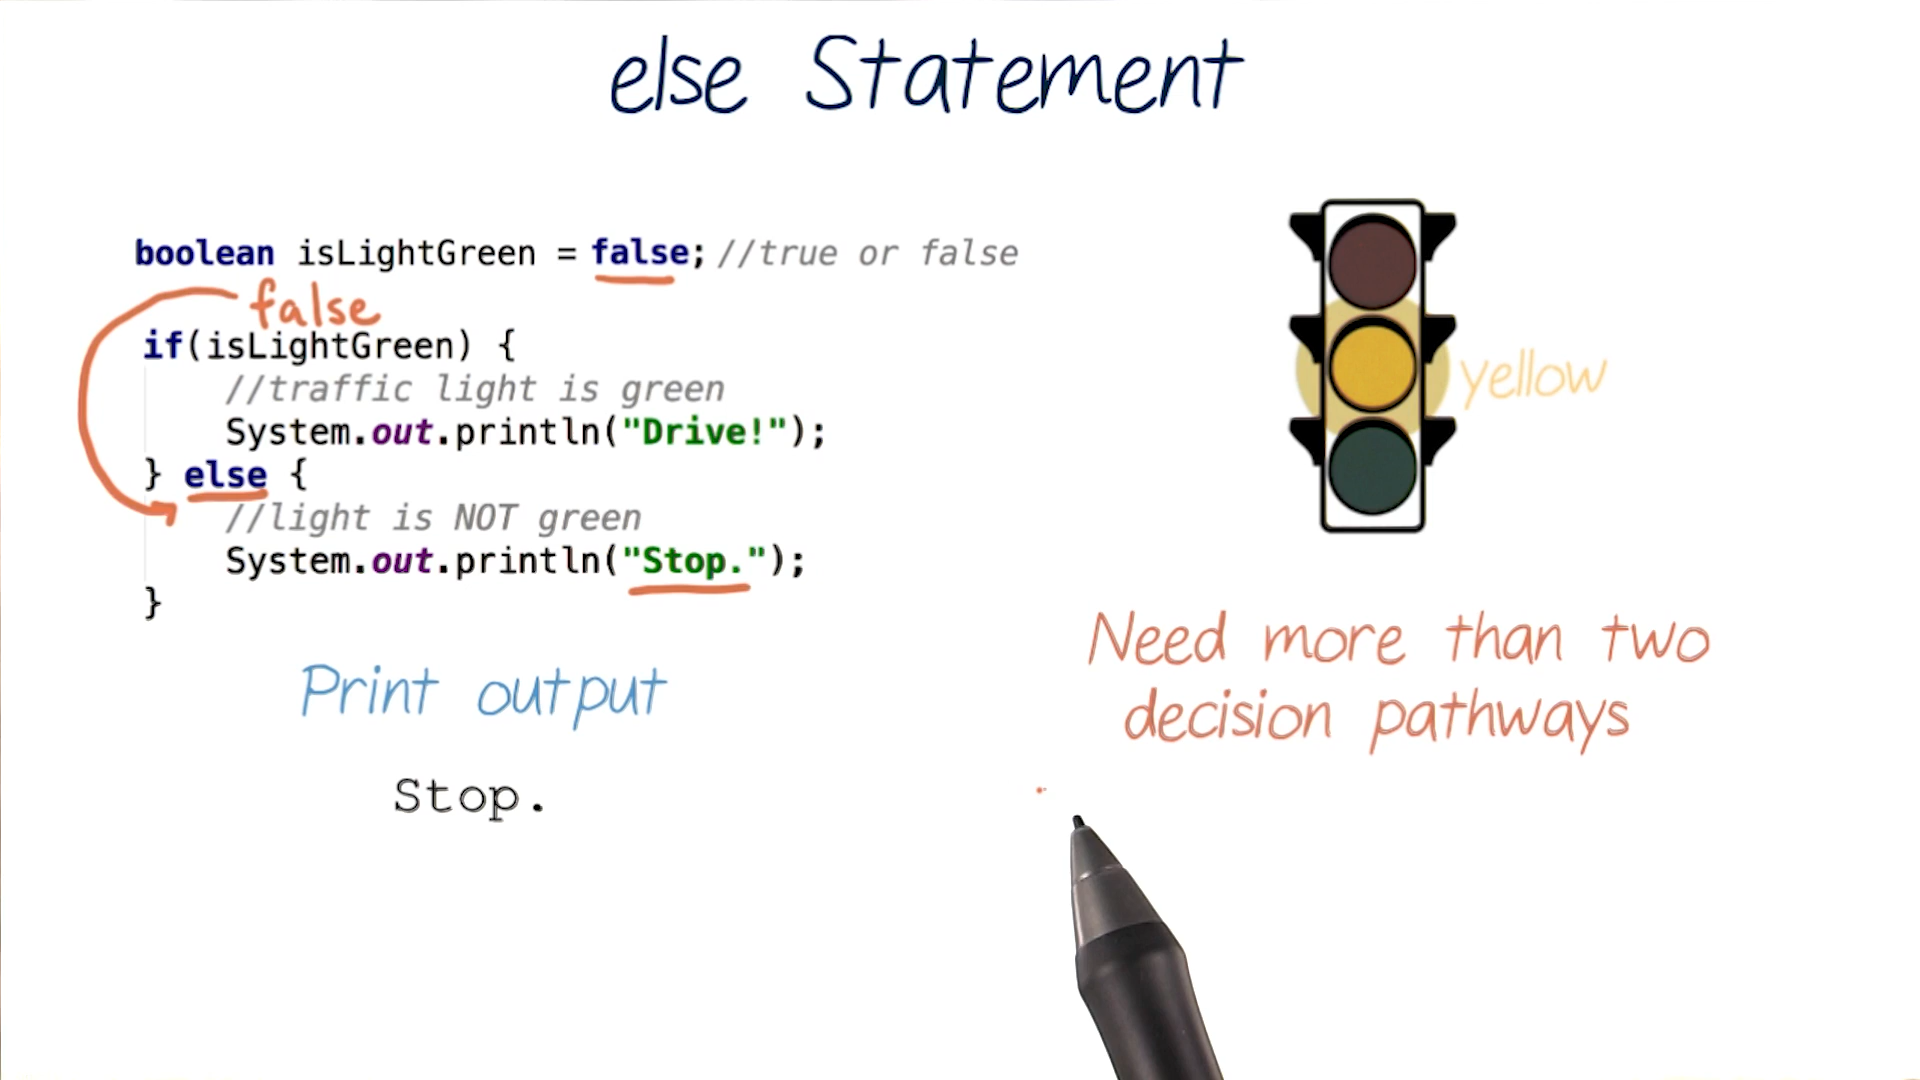 else Statement
boolean isLightGreen = false; //true or false
false
if(isLightGreen) {
//traffic light is green
System.out.println("Drive!");
} else {
//light is NOT green
System.out.println("Stop.");
}
Print output
Stop.
yellow
Need more than two
decision pathways